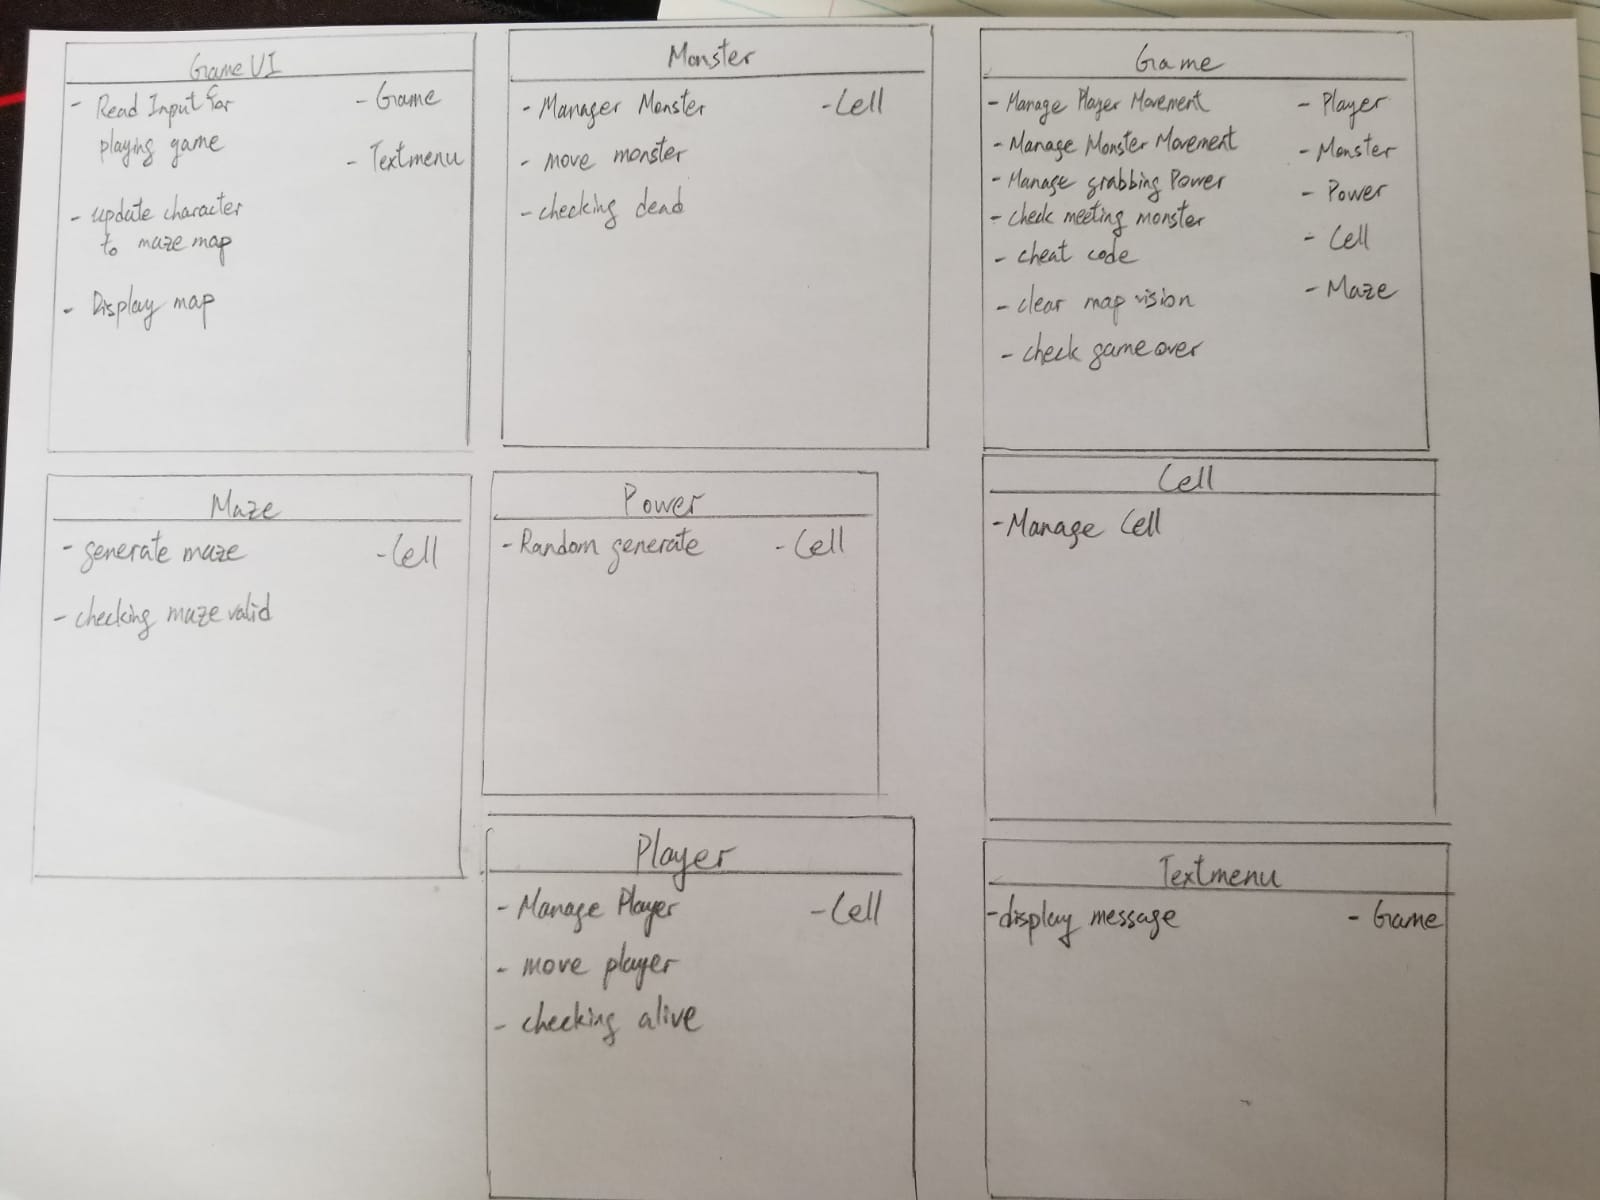 Game UI
- Read Input for
playing game
- update character
to maze map
- Display map
- Game
- Textmenu
Monster
- Manager Monster
- move monster
- checking dead
- Cell
Game
- Manage Player Movement
- Manage Monster Movement
- Manage grabbing Power
- check meeting monster
- cheat code
- clear map vision
- check game over
- Player
- Monster
- Power
- Cell
- Maze
Maze
- generate maze
- checking maze valid
- Cell
Power
- Random generate
- Cell
Cell
- Manage Cell
Player
- Manage Player
- move player
- checking alive
- Cell
Textmenu
- display message
- Game